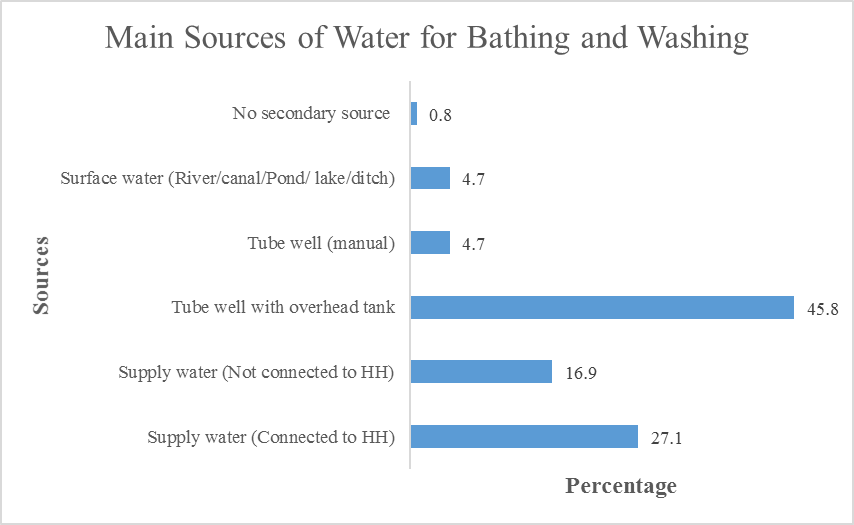 Main Sources of Water for Bathing and Washing
No secondary source
0.8
Surface water (River/canal/Pond/ lake/ditch)
4.7
Tube well (manual)
4.7
Tube well with overhead tank
45.8
Supply water (Not connected to HH)
16.9
Supply water (Connected to HH)
27.1
Sources
Percentage